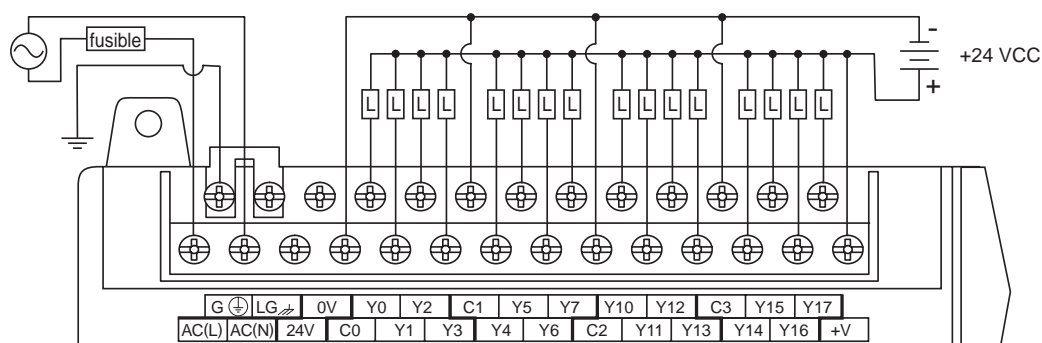 fusible
-
+24 VCC
+
L L L L L L L L L L L L L L L L
G LG 0V Y0 Y2 C1 Y5 Y7 Y10 Y12 C3 Y15 Y17
AC(L) AC(N) 24V C0 Y1 Y3 Y4 Y6 C2 Y11 Y13 Y14 Y16 +V